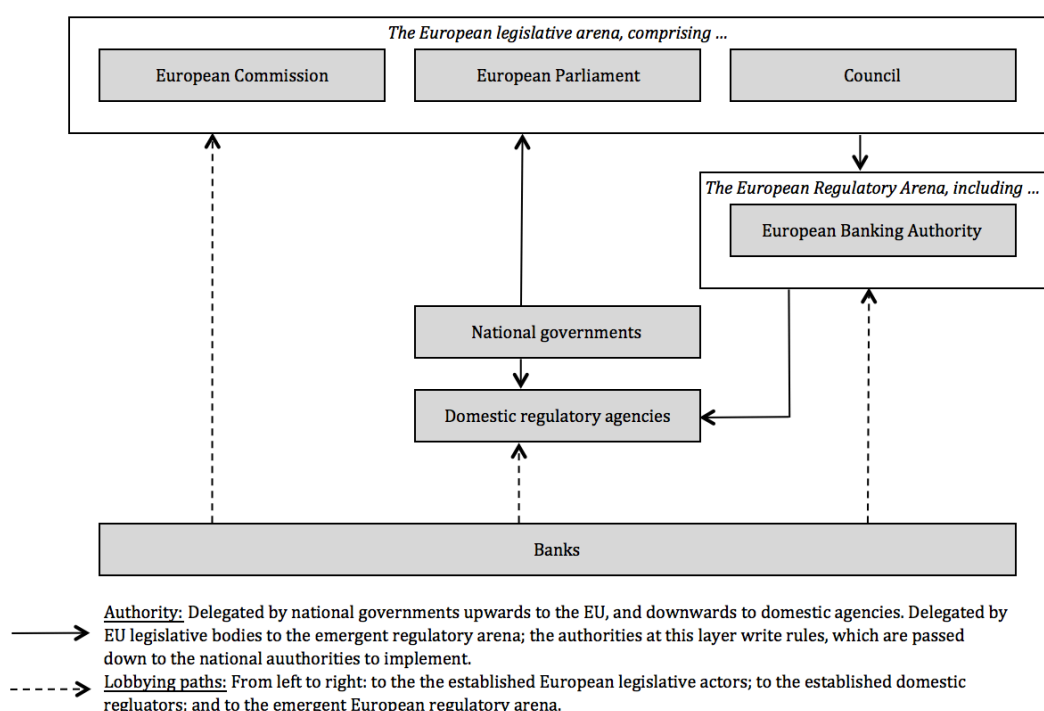 The European legislative arena, comprising …
European Commission
European Parliament
Council
The European Regulatory Arena, including …
European Banking Authority
National governments
Domestic regulatory agencies
Banks
Authority: Delegated by national governments upwards to the EU, and downwards to domestic agencies. Delegated by
EU legislative bodies to the emergent regulatory arena; the authorities at this layer write rules, which are passed
down to the national auuthorities to implement.
Lobbying paths: From left to right: to the the established European legislative actors; to the established domestic
regluators; and to the emergent European regulatory arena.